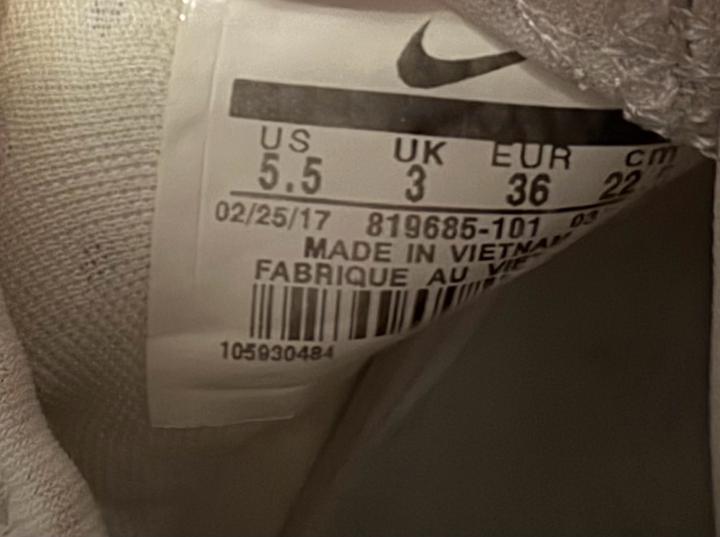 US UK EUR cm
5.5 3 36 22
02/25/17 819685-101 03
MADE IN VIETNAM
FABRIQUE AU
105930484